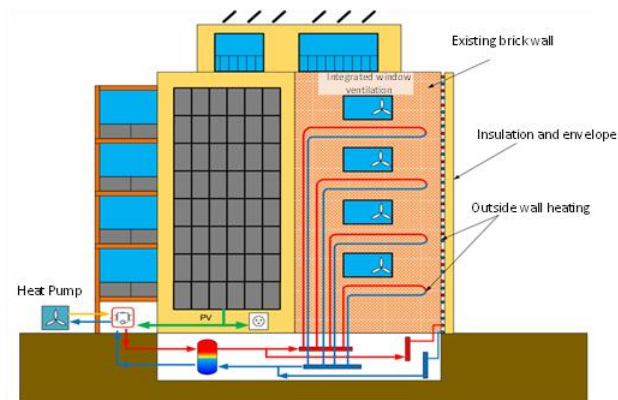 Existing brick wall
Integrated window
ventilation
Insulation and envelope
Outside wall heating
Heat Pump
PV